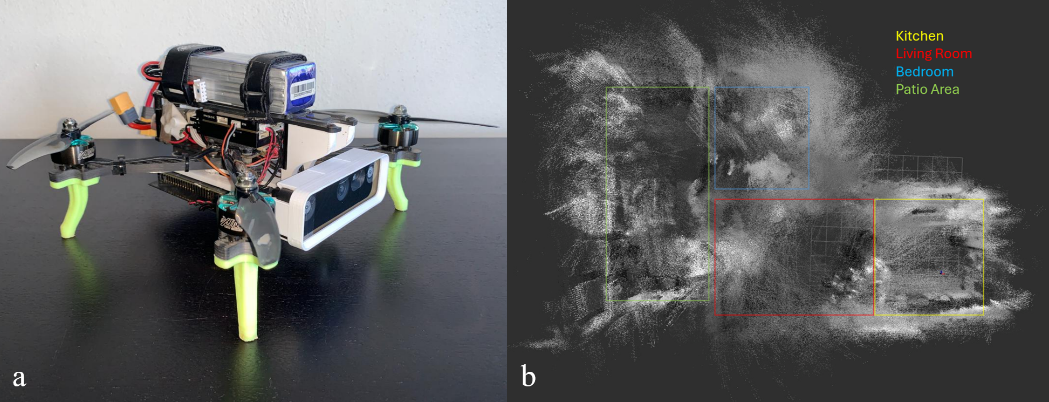 Kitchen
Living Room
Bedroom
Patio Area
a
b